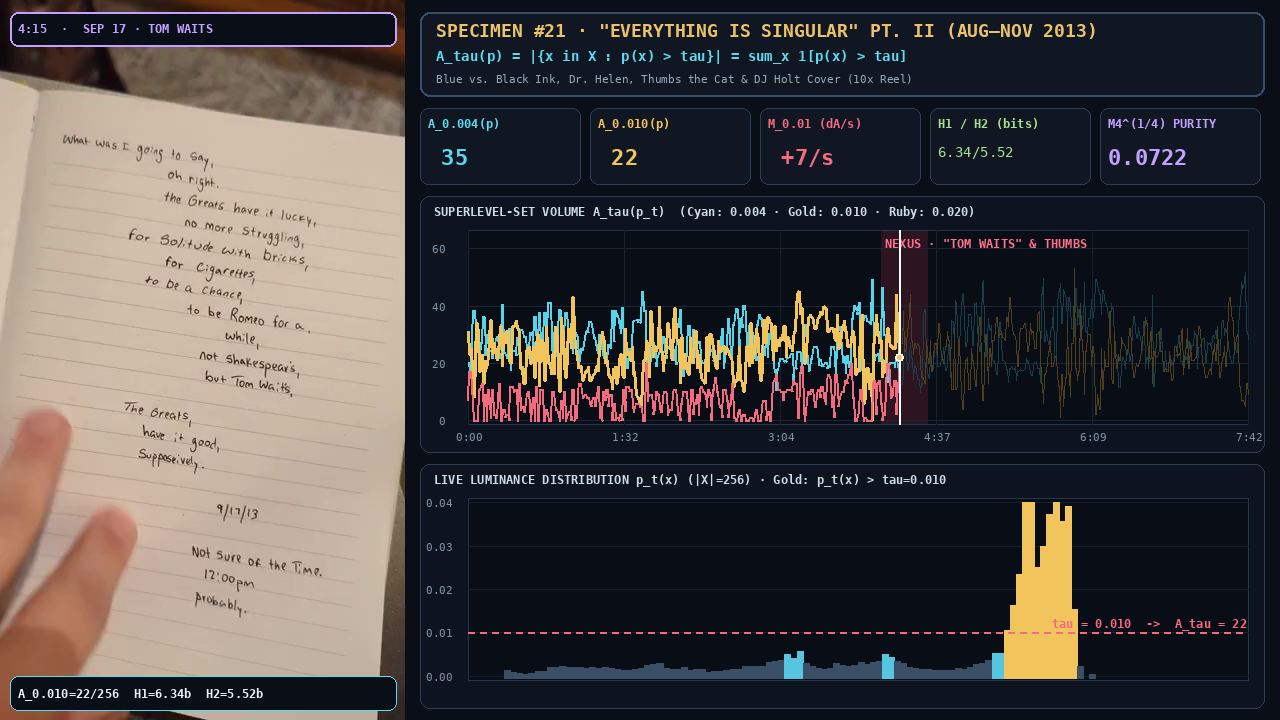 4:15 · SEP 17 · TOM WAITS
What was I going to say,
oh right.
the Greats have it lucky,
no more struggling,
for Solitude with bricks,
for Cigarettes,
to be a chance,
to be Romeo for a,
while,
not shakespear's,
but Tom Waits,
The Greats,
have it good,
Supposeively.
9/17/13
Not sure of the Time.
12:00pm
probably.
A_0.010=22/256 H1=6.34b H2=5.52b
SPECIMEN #21 · "EVERYTHING IS SINGULAR" PT. II (AUG–NOV 2013)
A_tau(p) = |{x in X : p(x) > tau}| = sum_x 1[p(x) > tau]
Blue vs. Black Ink, Dr. Helen, Thumbs the Cat & DJ Holt Cover (10x Reel)
A_0.004(p)
35
A_0.010(p)
22
M_0.01 (dA/s)
+7/s
H1 / H2 (bits)
6.34/5.52
M4^(1/4) PURITY
0.0722
SUPERLEVEL-SET VOLUME A_tau(p_t) (Cyan: 0.004 · Gold: 0.010 · Ruby: 0.020)
NEXUS · "TOM WAITS" & THUMBS
60
40
20
0
0:00 1:32 3:04 4:37 6:09 7:42
LIVE LUMINANCE DISTRIBUTION p_t(x) (|X|=256) · Gold: p_t(x) > tau=0.010
0.04
0.03
0.02
0.01
0.00
tau = 0.010 -> A_tau = 22